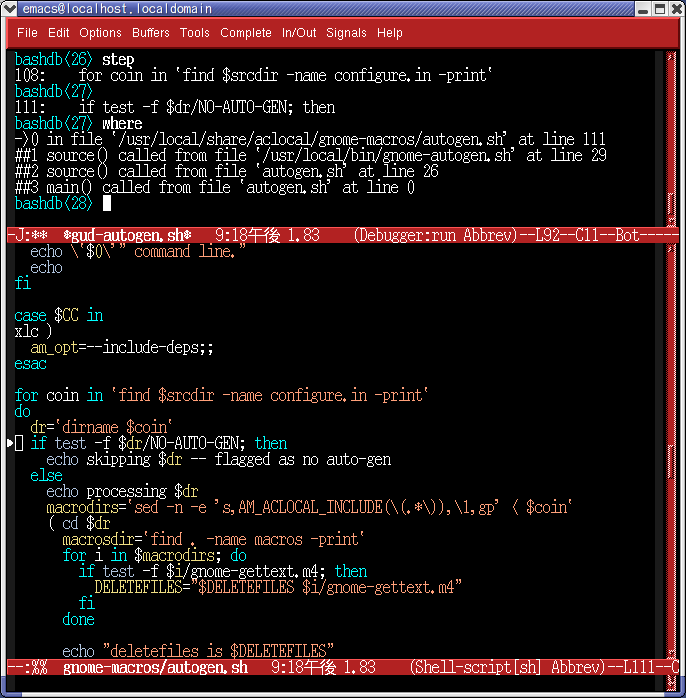 emacs@localhost.localdomain
File Edit Options Buffers Tools Complete In/Out Signals Help
bashdb<26> step
108:    for coin in `find $srcdir -name configure.in -print`
bashdb<27>
111:    if test -f $dr/NO-AUTO-GEN; then
bashdb<27> where
->0 in file `/usr/local/share/aclocal/gnome-macros/autogen.sh' at line 111
##1 source() called from file `/usr/local/bin/gnome-autogen.sh' at line 29
##2 source() called from file `autogen.sh' at line 26
##3 main() called from file `autogen.sh' at line 0
bashdb<28>
-J:**  *gud-autogen.sh*   9:18午後 1.83    (Debugger:run Abbrev)--L92--C11--Bot-----
  echo \`$0\'" command line."
  echo
fi

case $CC in
xlc )
  am_opt=--include-deps;;
esac

for coin in `find $srcdir -name configure.in -print`
do
  dr=`dirname $coin`
  if test -f $dr/NO-AUTO-GEN; then
    echo skipping $dr -- flagged as no auto-gen
  else
    echo processing $dr
    macrodirs=`sed -n -e 's,AM_ACLOCAL_INCLUDE(\(.*\)),\1,gp' < $coin`
    ( cd $dr
      macrosdir=`find . -name macros -print`
      for i in $macrodirs; do
        if test -f $i/gnome-gettext.m4; then
          DELETEFILES="$DELETEFILES $i/gnome-gettext.m4"
        fi
      done

      echo "deletefiles is $DELETEFILES"
--:%%  gnome-macros/autogen.sh   9:18午後 1.83    (Shell-script[sh] Abbrev)--L111--C